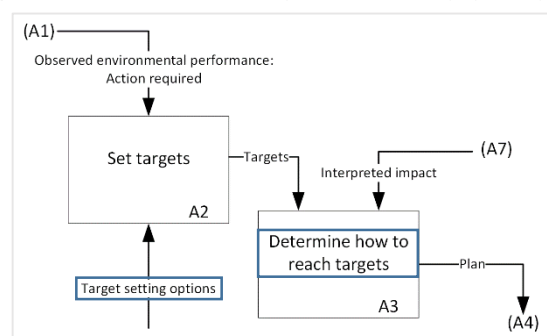 (A1)
Observed environmental performance:
Action required
Set targets
A2
Targets
(A7)
Interpreted impact
Target setting options
Determine how to
reach targets
A3
Plan
(A4)